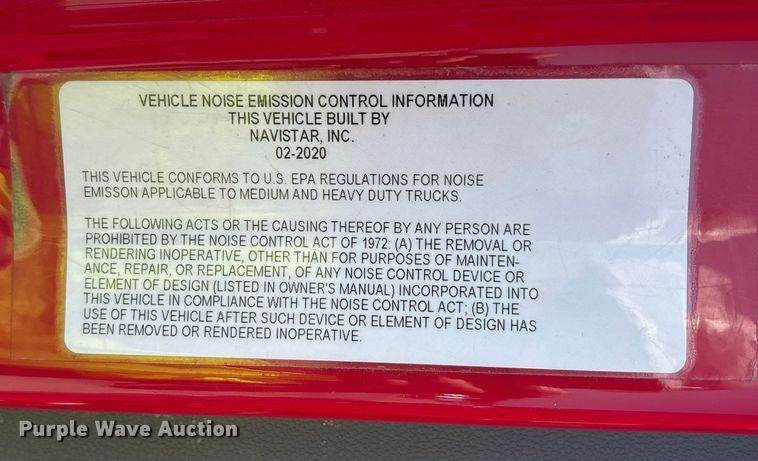 VEHICLE NOISE EMISSION CONTROL INFORMATION
THIS VEHICLE BUILT BY
NAVISTAR, INC.
02-2020
THIS VEHICLE CONFORMS TO U.S. EPA REGULATIONS FOR NOISE
EMISSON APPLICABLE TO MEDIUM AND HEAVY DUTY TRUCKS.
THE FOLLOWING ACTS OR THE CAUSING THEREOF BY ANY PERSON ARE
PROHIBITED BY THE NOISE CONTROL ACT OF 1972: (A) THE REMOVAL OR
RENDERING INOPERATIVE, OTHER THAN FOR PURPOSES OF MAINTEN-
ANCE, REPAIR, OR REPLACEMENT, OF ANY NOISE CONTROL DEVICE OR
ELEMENT OF DESIGN (LISTED IN OWNER'S MANUAL) INCORPORATED INTO
THIS VEHICLE IN COMPLIANCE WITH THE NOISE CONTROL ACT; (B) THE
USE OF THIS VEHICLE AFTER SUCH DEVICE OR ELEMENT OF DESIGN HAS
BEEN REMOVED OR RENDERED INOPERATIVE.
Purple Wave Auction